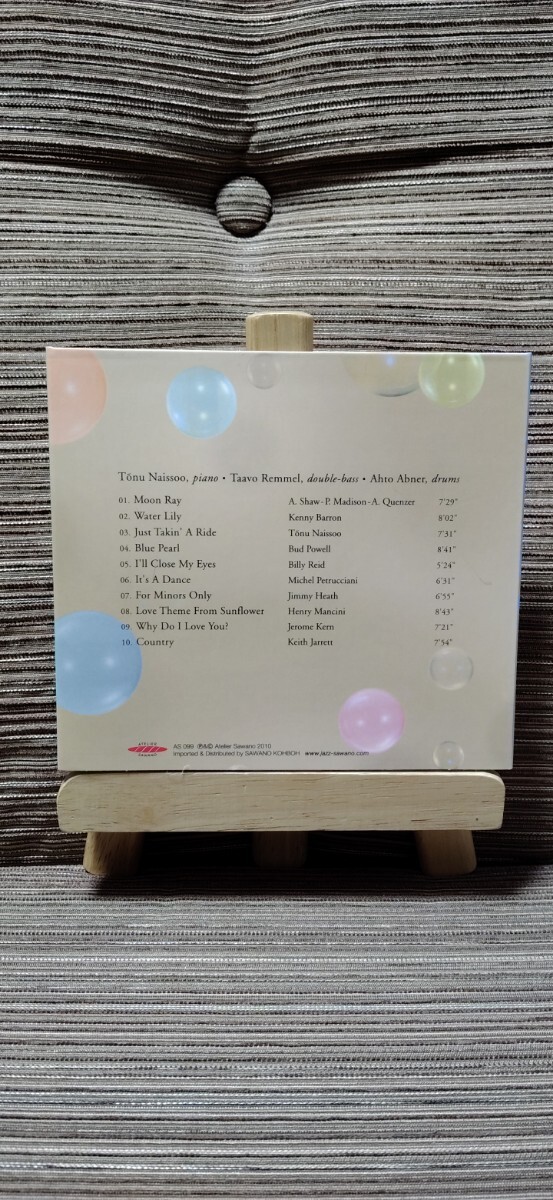 Tõnu Naissoo, piano • Taavo Remmel, double-bass • Ahto Abner, drums
01. Moon Ray A. Shaw-P. Madison-A. Quenzer 7'29"
02. Water Lily Kenny Barron 8'02"
03. Just Takin' A Ride Tõnu Naissoo 7'31"
04. Blue Pearl Bud Powell 8'41"
05. I'll Close My Eyes Billy Reid 5'24"
06. It's A Dance Michel Petrucciani 6'31"
07. For Minors Only Jimmy Heath 6'55"
08. Love Theme From Sunflower Henry Mancini 8'43"
09. Why Do I Love You? Jerome Kern 7'21"
10. Country Keith Jarrett 7'54"
ATELIER
SAWANO
AS 099 ℗&© Atelier Sawano 2010
Imported & Distributed by SAWANO KOHBOH www.jazz-sawano.com